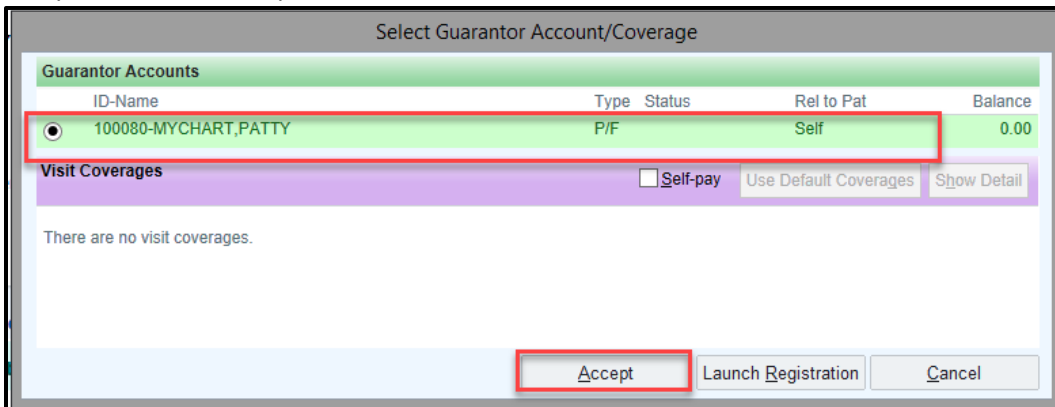 Select Guarantor Account/Coverage
Guarantor Accounts
ID-Name Type Status Rel to Pat Balance
100080-MYCHART,PATTY P/F Self 0.00
Visit Coverages Self-pay Use Default Coverages Show Detail
There are no visit coverages.
Accept Launch Registration Cancel